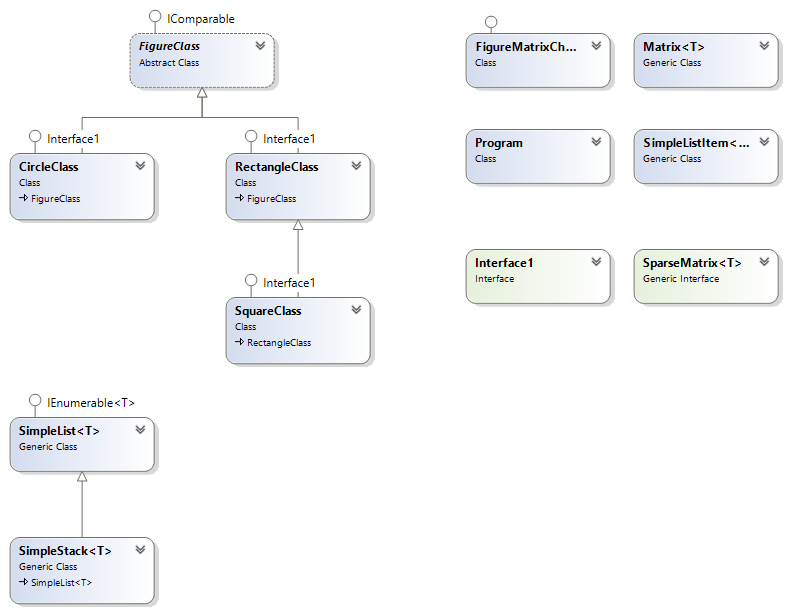 IComparable
FigureClass
Abstract Class
Interface1
CircleClass
Class
FigureClass
Interface1
RectangleClass
Class
FigureClass
Interface1
SquareClass
Class
RectangleClass
IEnumerable<T>
SimpleList<T>
Generic Class
SimpleStack<T>
Generic Class
SimpleList<T>
FigureMatrixCh...
Class
Matrix<T>
Generic Class
Program
Class
SimpleListItem<...
Generic Class
Interface1
Interface
SparseMatrix<T>
Generic Interface